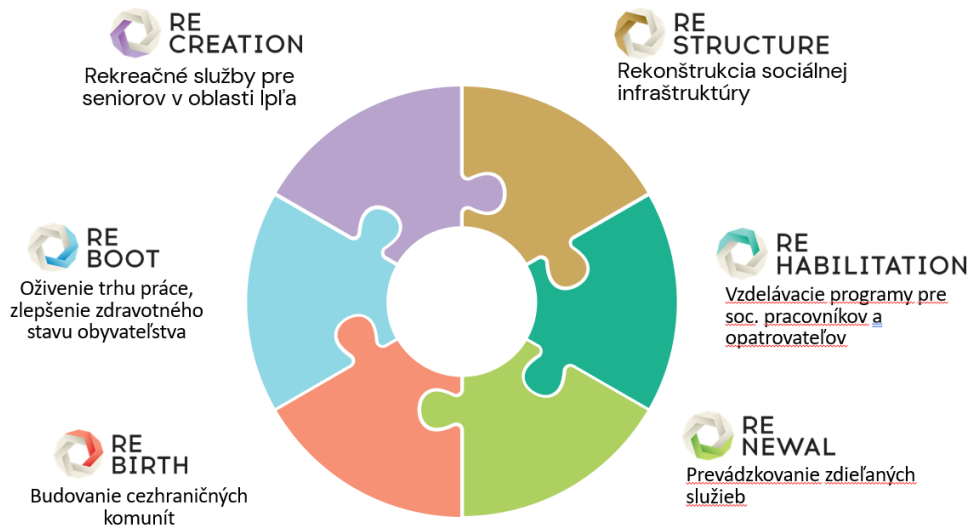 RE
CREATION
Rekreačné služby pre
seniorov v oblasti Ipľa
RE
STRUCTURE
Rekonštrukcia sociálnej
infraštruktúry
RE
BOOT
Oživenie trhu práce,
zlepšenie zdravotného
stavu obyvateľstva
RE
HABILITATION
Vzdelávacie programy pre
soc. pracovníkov a
opatrovateľov
RE
BIRTH
Budovanie cezhraničných
komunít
RE
NEWAL
Prevádzkovanie zdieľaných
služieb